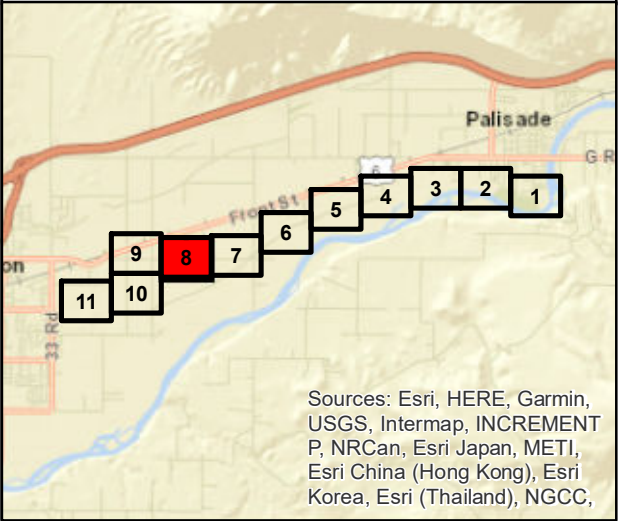 Palisade
G R
6
1
2
3
4
Front St
5
6
7
8
9
on
10
11
33 Rd
Sources: Esri, HERE, Garmin,
USGS, Intermap, INCREMENT
P, NRCan, Esri Japan, METI,
Esri China (Hong Kong), Esri
Korea, Esri (Thailand), NGCC,